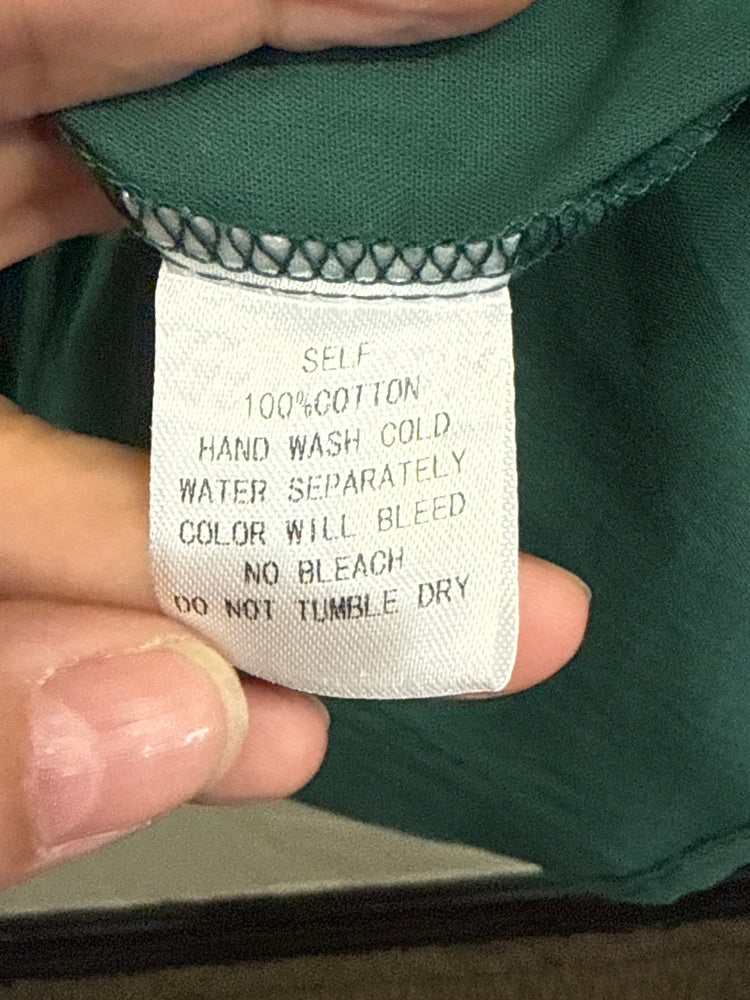 SELF
100%COTTON
HAND WASH COLD
WATER SEPARATELY
COLOR WILL BLEED
NO BLEACH
DO NOT TUMBLE DRY